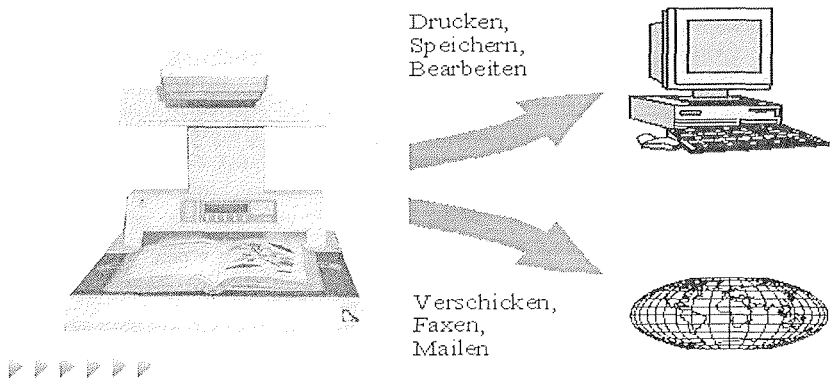 Drucken,
Speichern,
Bearbeiten
Verschicken,
Faxen,
Mailen